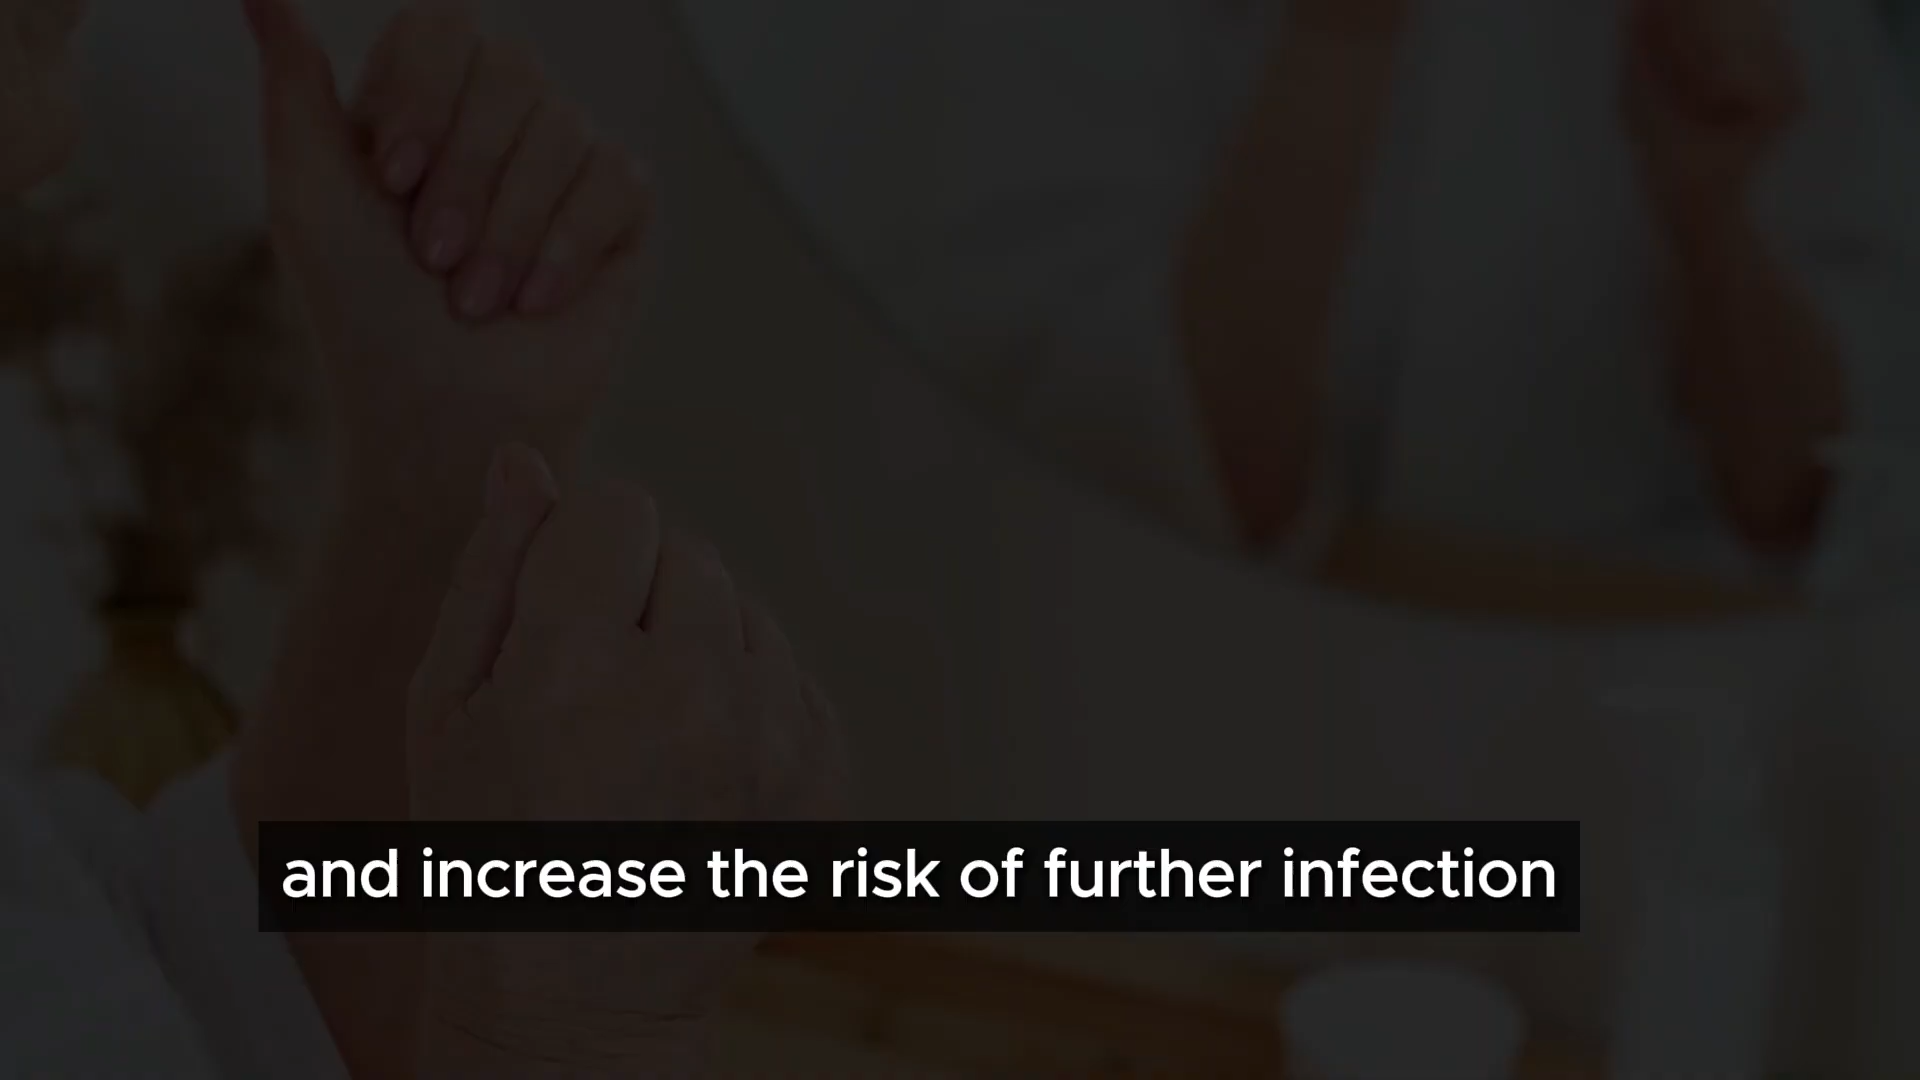 and increase the risk of further infection